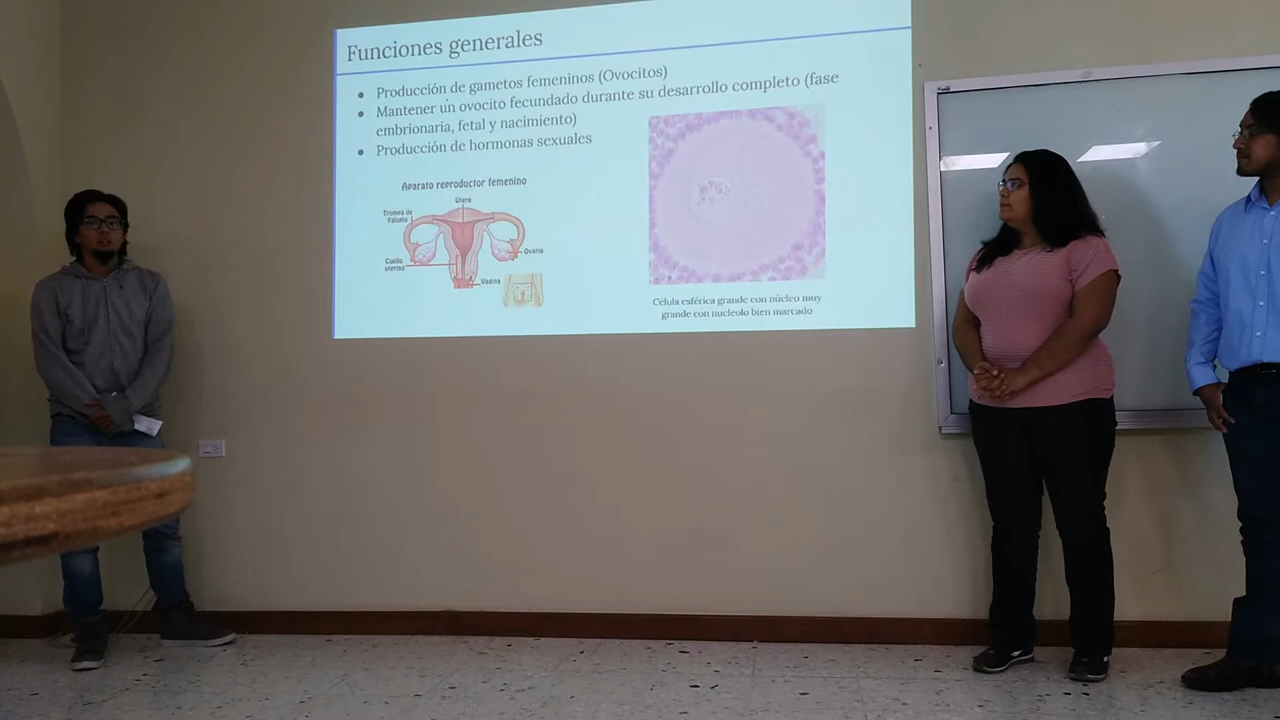 Funciones generales
● Producción de gametos femeninos (Ovocitos)
● Mantener un ovocito fecundado durante su desarrollo completo (fase
embrionaria, fetal y nacimiento)
● Producción de hormonas sexuales
Aparato reproductor femenino
Útero
Trompa de
Falopio
Ovario
Cuello
uterino
Vagina
Célula esférica grande con núcleo muy
grande con nucleolo bien marcado